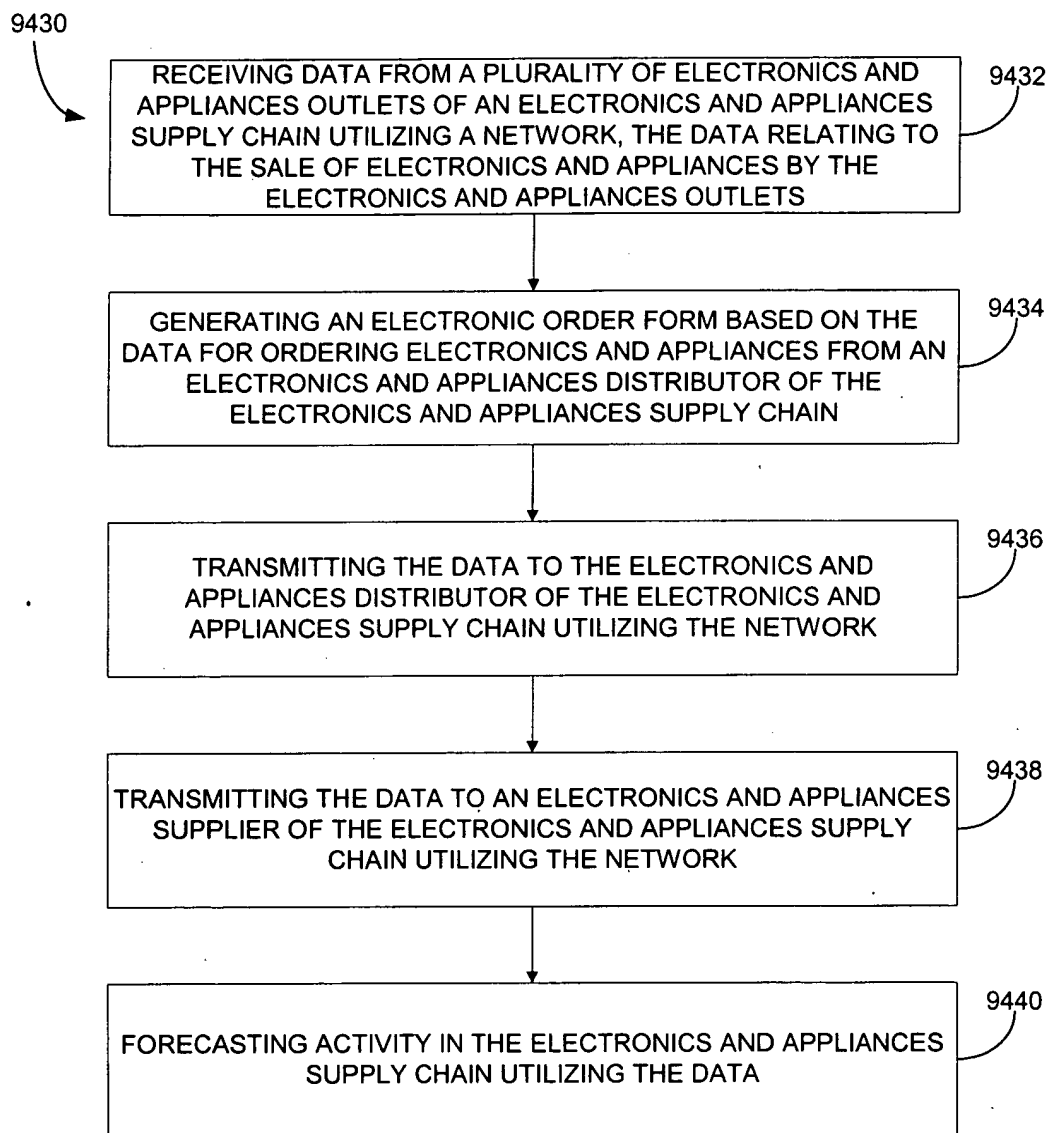 9430
RECEIVING DATA FROM A PLURALITY OF ELECTRONICS AND
APPLIANCES OUTLETS OF AN ELECTRONICS AND APPLIANCES
SUPPLY CHAIN UTILIZING A NETWORK, THE DATA RELATING TO
THE SALE OF ELECTRONICS AND APPLIANCES BY THE
ELECTRONICS AND APPLIANCES OUTLETS
9432
GENERATING AN ELECTRONIC ORDER FORM BASED ON THE
DATA FOR ORDERING ELECTRONICS AND APPLIANCES FROM AN
ELECTRONICS AND APPLIANCES DISTRIBUTOR OF THE
ELECTRONICS AND APPLIANCES SUPPLY CHAIN
9434
TRANSMITTING THE DATA TO THE ELECTRONICS AND
APPLIANCES DISTRIBUTOR OF THE ELECTRONICS AND
APPLIANCES SUPPLY CHAIN UTILIZING THE NETWORK
9436
TRANSMITTING THE DATA TO AN ELECTRONICS AND APPLIANCES
SUPPLIER OF THE ELECTRONICS AND APPLIANCES SUPPLY
CHAIN UTILIZING THE NETWORK
9438
FORECASTING ACTIVITY IN THE ELECTRONICS AND APPLIANCES
SUPPLY CHAIN UTILIZING THE DATA
9440